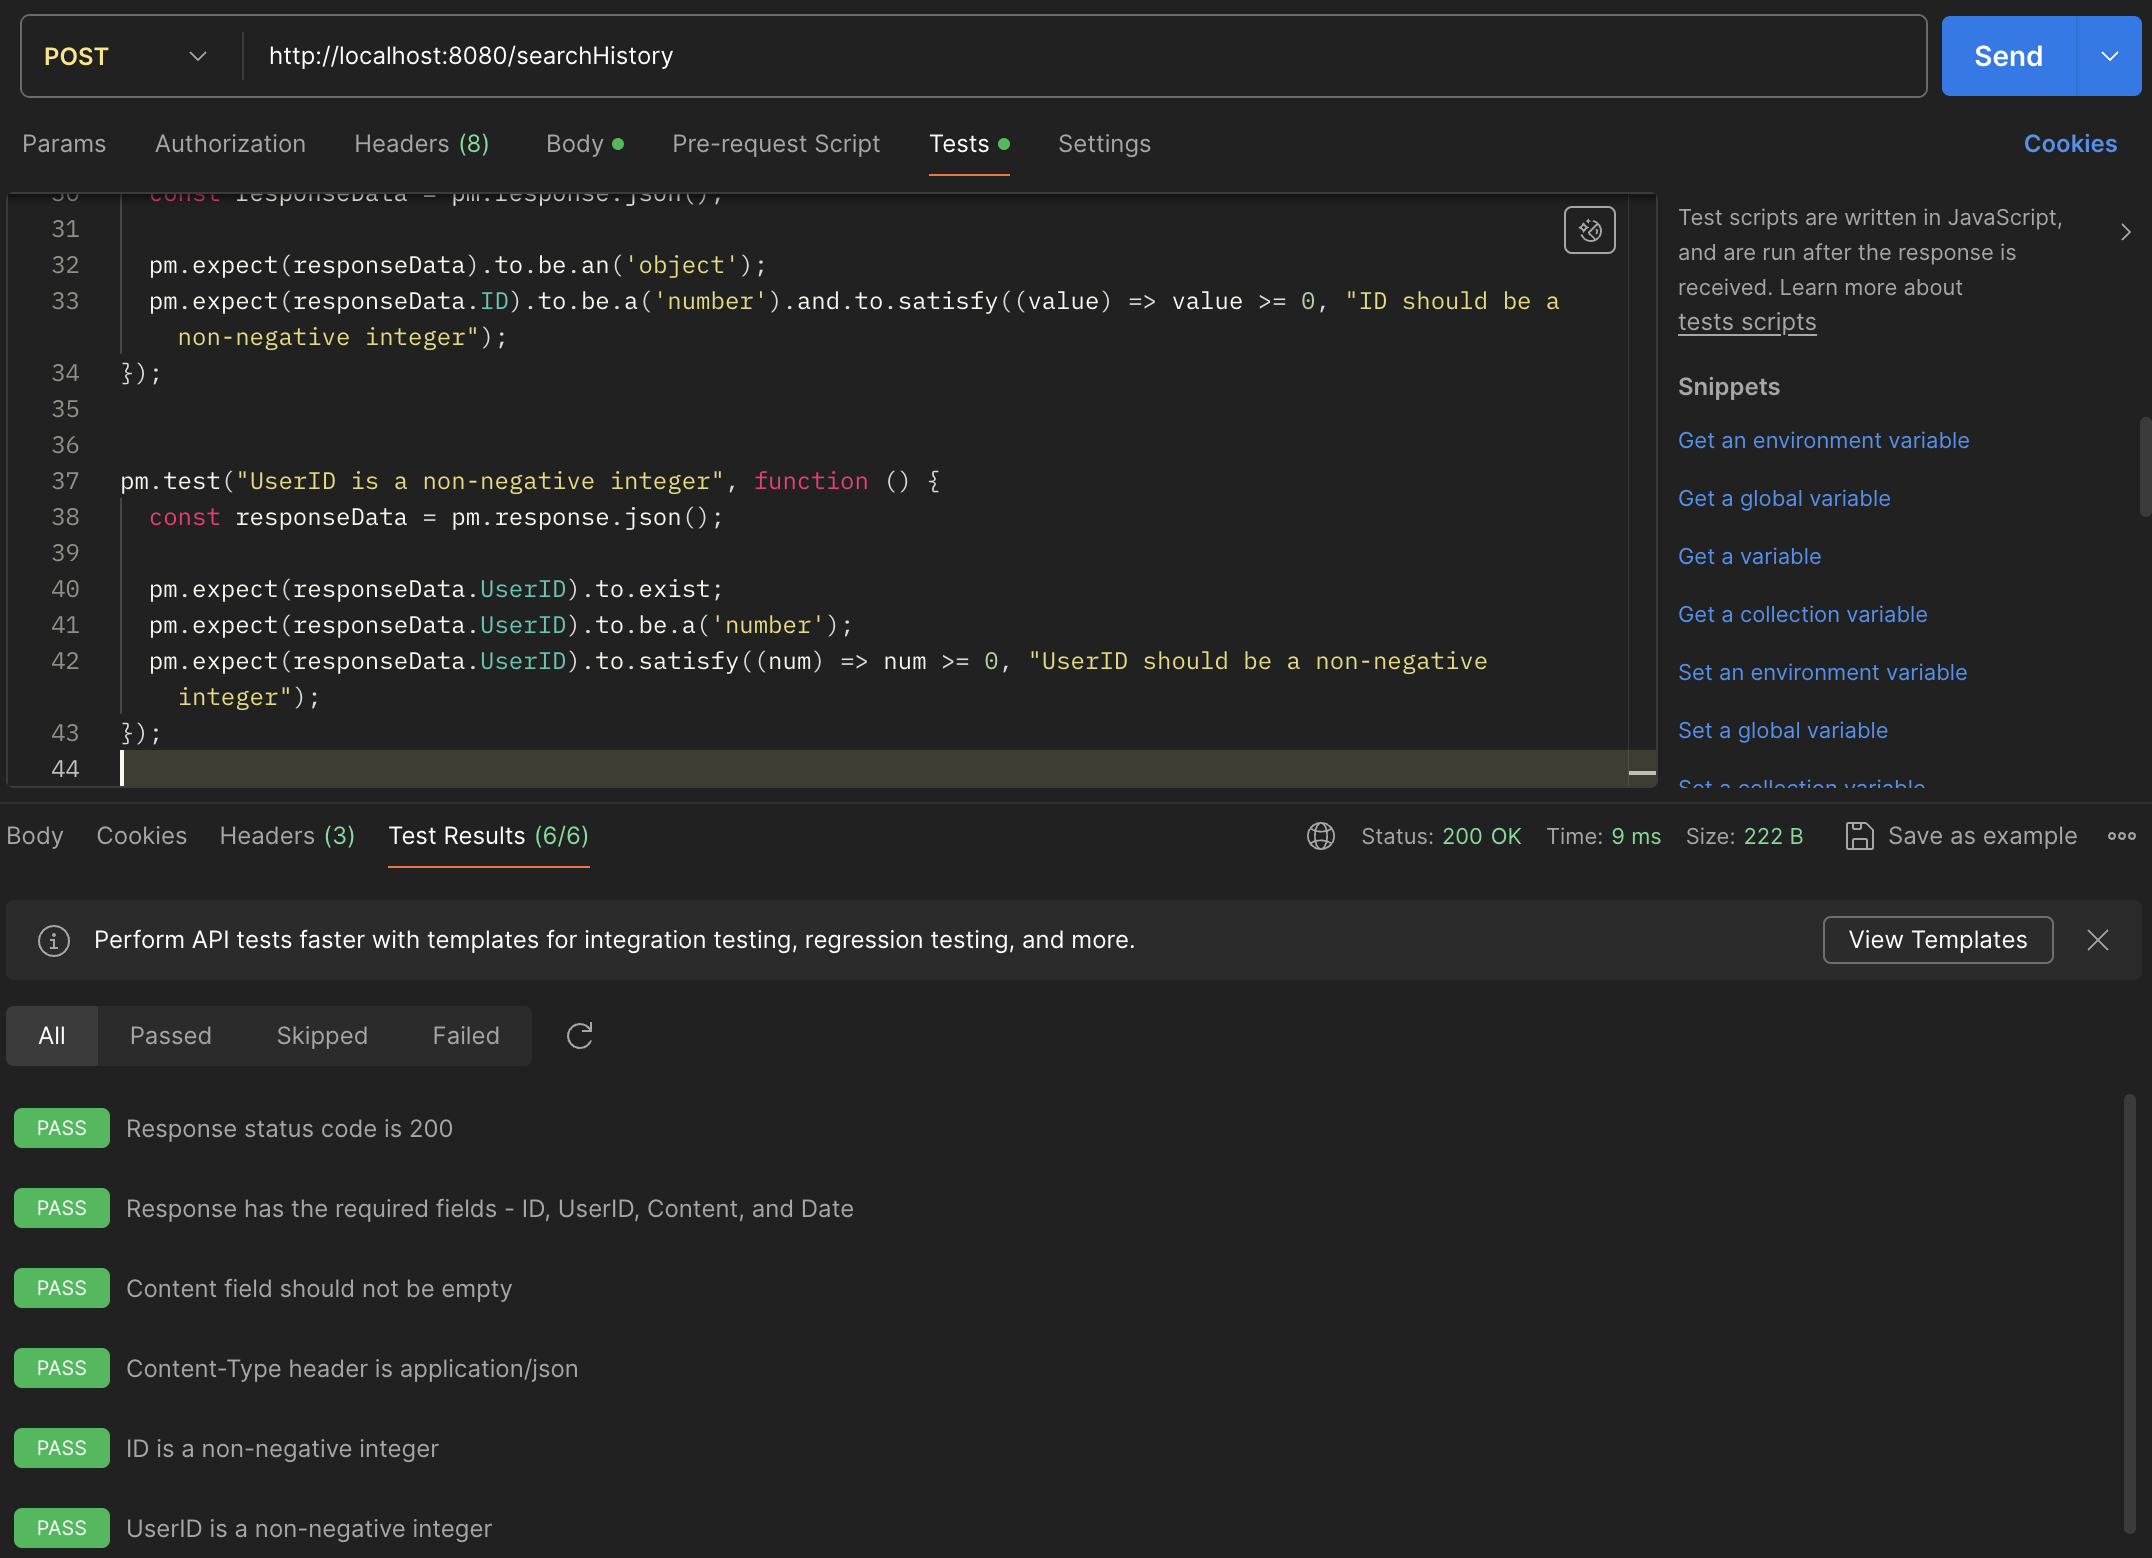 POST
http://localhost:8080/searchHistory
Send
Params Authorization Headers (8) Body Tests Pre-request Script Settings Cookies
30 const responseData = pm.response.json();
31
32 pm.expect(responseData).to.be.an('object');
33 pm.expect(responseData.ID).to.be.a('number').and.to.satisfy((value) => value >= 0, "ID should be a
non-negative integer");
34 });
35
36
37 pm.test("UserID is a non-negative integer", function () {
38 const responseData = pm.response.json();
39
40 pm.expect(responseData.UserID).to.exist;
41 pm.expect(responseData.UserID).to.be.a('number');
42 pm.expect(responseData.UserID).to.satisfy((num) => num >= 0, "UserID should be a non-negative
integer");
43 });
44
Test scripts are written in JavaScript,
and are run after the response is
received. Learn more about
tests scripts
Snippets
Get an environment variable
Get a global variable
Get a variable
Get a collection variable
Set an environment variable
Set a global variable
Set a collection variable
Body Cookies Headers (3) Test Results (6/6) Status: 200 OK Time: 9 ms Size: 222 B Save as example
Perform API tests faster with templates for integration testing, regression testing, and more. View Templates
All Passed Skipped Failed
PASS Response status code is 200
PASS Response has the required fields - ID, UserID, Content, and Date
PASS Content field should not be empty
PASS Content-Type header is application/json
PASS ID is a non-negative integer
PASS UserID is a non-negative integer